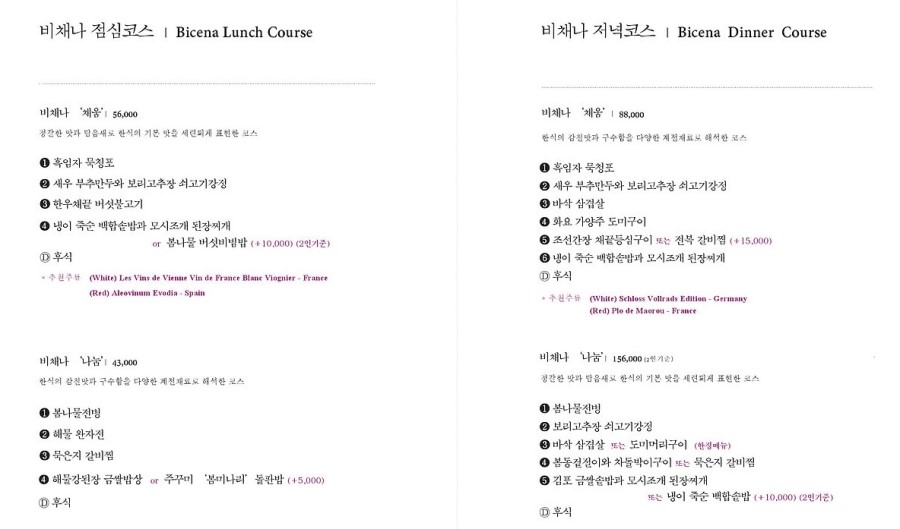 비채나 점심코스 | Bicena Lunch Course
비채나 '채움' | 56,000
정갈한 맛과 담음새로 한식의 기본 맛을 세련되게 표현한 코스
❶ 흑임자 묵청포
❷ 새우 부추만두와 보리고추장 쇠고기강정
❸ 한우채끝 버섯불고기
❹ 냉이 죽순 백합솥밥과 모시조개 된장찌개
or 봄나물 버섯비빔밥 (+10,000) (2인기준)
Ⓓ 후식
* 추천주류 (White) Les Vins de Vienne Vin de France Blanc Viognier - France
(Red) Aleovinum Evodia - Spain
비채나 '나눔' | 43,000
한식의 감칠맛과 구수함을 다양한 제철재료로 해석한 코스
❶ 봄나물전병
❷ 해물 완자전
❸ 묵은지 갈비찜
❹ 해물강된장 금쌀밥상 or 주꾸미 '봄미나리' 돌판밥 (+5,000)
Ⓓ 후식
비채나 저녁코스 | Bicena Dinner Course
비채나 '채움' | 88,000
한식의 감칠맛과 구수함을 다양한 제철재료로 해석한 코스
❶ 흑임자 묵청포
❷ 새우 부추만두와 보리고추장 쇠고기강정
❸ 바삭 삼겹살
❹ 화요 가양주 도미구이
❺ 조선간장 채끝등심구이 또는 전복 갈비찜 (+15,000)
❻ 냉이 죽순 백합솥밥과 모시조개 된장찌개
Ⓓ 후식
* 추천주류 (White) Schloss Vollrads Edition - Germany
(Red) Plo de Maorou - France
비채나 '나눔' | 156,000 (2인기준)
정갈한 맛과 담음새로 한식의 기본 맛을 세련되게 표현한 코스
❶ 봄나물전병
❷ 보리고추장 쇠고기강정
❸ 바삭 삼겹살 또는 도미머리구이 (한정메뉴)
❹ 봄동겉절이와 차돌박이구이 또는 묵은지 갈비찜
❺ 김포 금쌀솥밥과 모시조개 된장찌개
또는 냉이 죽순 백합솥밥 (+10,000) (2인기준)
Ⓓ 후식